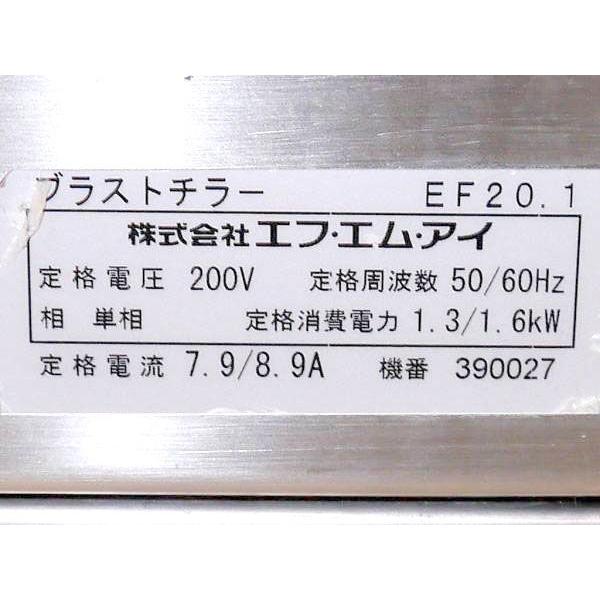 ブラストチラー EF20.1
株式会社 エフ・エム・アイ
定格電圧 200V 定格周波数 50/60Hz
相 単相 定格消費電力 1.3/1.6kW
定格電流 7.9/8.9A 機番 390027